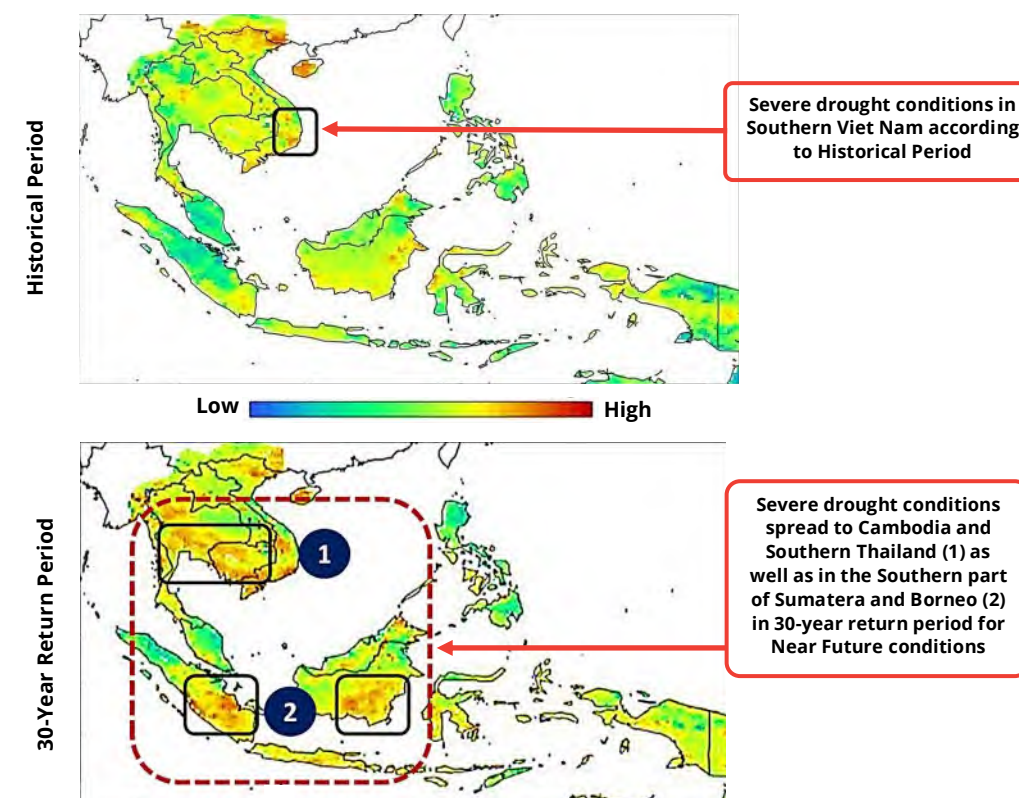 Historical Period
Severe drought conditions in
Southern Viet Nam according
to Historical Period
Low
High
30-Year Return Period
1
2
Severe drought conditions
spread to Cambodia and
Southern Thailand (1) as
well as in the Southern part
of Sumatera and Borneo (2)
in 30-year return period for
Near Future conditions